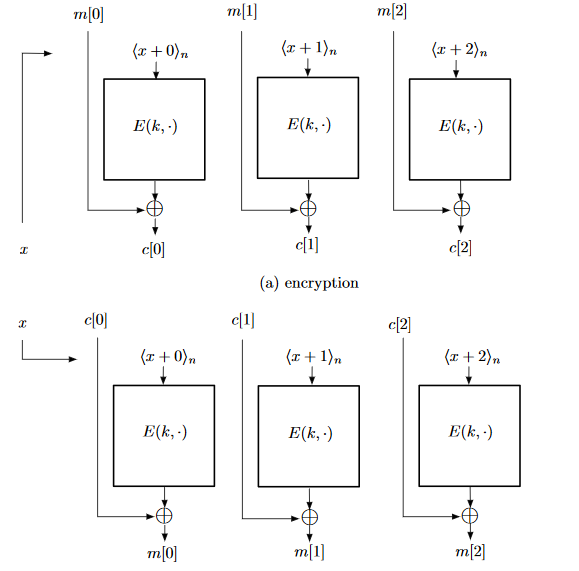 m[0] m[1] m[2]
⟨x + 0⟩ₙ ⟨x + 1⟩ₙ ⟨x + 2⟩ₙ
E(k, ·) E(k, ·) E(k, ·)
x c[0] c[1] c[2]
(a) encryption
x c[0] c[1] c[2]
⟨x + 0⟩ₙ ⟨x + 1⟩ₙ ⟨x + 2⟩ₙ
E(k, ·) E(k, ·) E(k, ·)
m[0] m[1] m[2]